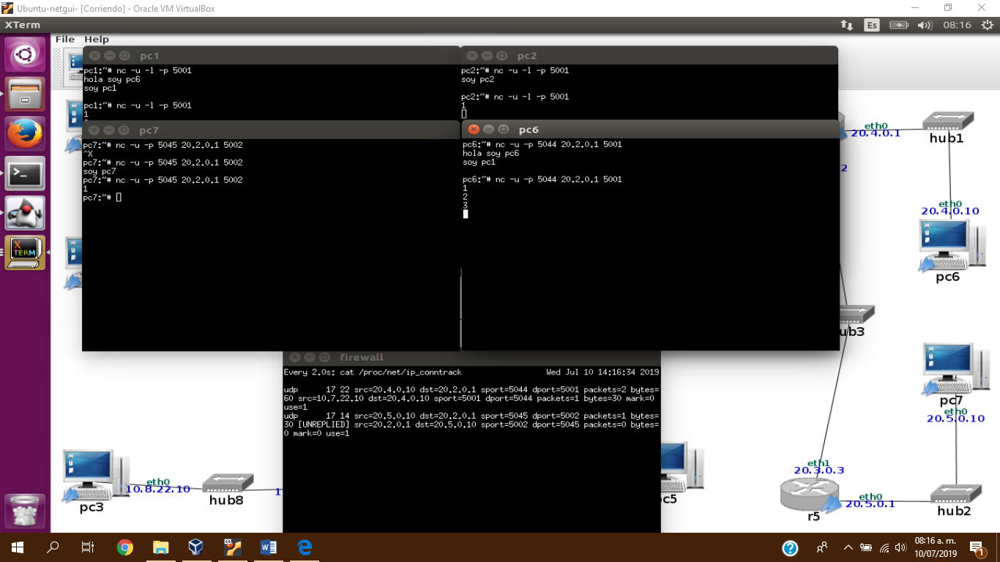 Ubuntu-netgui- [Corriendo] - Oracle VM VirtualBox
XTerm
Es
08:16
File Help
pc1
pc1:~# nc -u -l -p 5001
hola soy pc6
soy pc1
pc1:~# nc -u -l -p 5001
1
pc2
pc2:~# nc -u -l -p 5001
soy pc2
pc2:~# nc -u -l -p 5001
1
pc7
pc7:~# nc -u -p 5045 20.2.0.1 5002
^X
pc7:~# nc -u -p 5045 20.2.0.1 5002
soy pc7
pc7:~# nc -u -p 5045 20.2.0.1 5002
1
pc7:~#
pc6
pc6:~# nc -u -p 5044 20.2.0.1 5001
hola soy pc6
soy pc1
pc6:~# nc -u -p 5044 20.2.0.1 5001
1
2
3
firewall
Every 2.0s: cat /proc/net/ip_conntrack Wed Jul 10 14:16:34 2019
udp 17 22 src=20.4.0.10 dst=20.2.0.1 sport=5044 dport=5001 packets=2 bytes=
60 src=10.7.22.10 dst=20.4.0.10 sport=5001 dport=5044 packets=1 bytes=30 mark=0
use=1
udp 17 14 src=20.5.0.10 dst=20.2.0.1 sport=5045 dport=5002 packets=1 bytes=
30 [UNREPLIED] src=20.2.0.1 dst=20.5.0.10 sport=5002 dport=5045 packets=0 bytes=
0 mark=0 use=1
eth0
20.4.0.1
hub1
2
eth0
20.4.0.10
pc6
ub3
pc7
eth0
20.5.0.10
eth1
20.3.0.3
r5
eth0
20.5.0.1
hub2
pc3
eth0
10.8.22.10
hub8
1
pc5
X
TERM
08:16 a. m.
10/07/2019
1